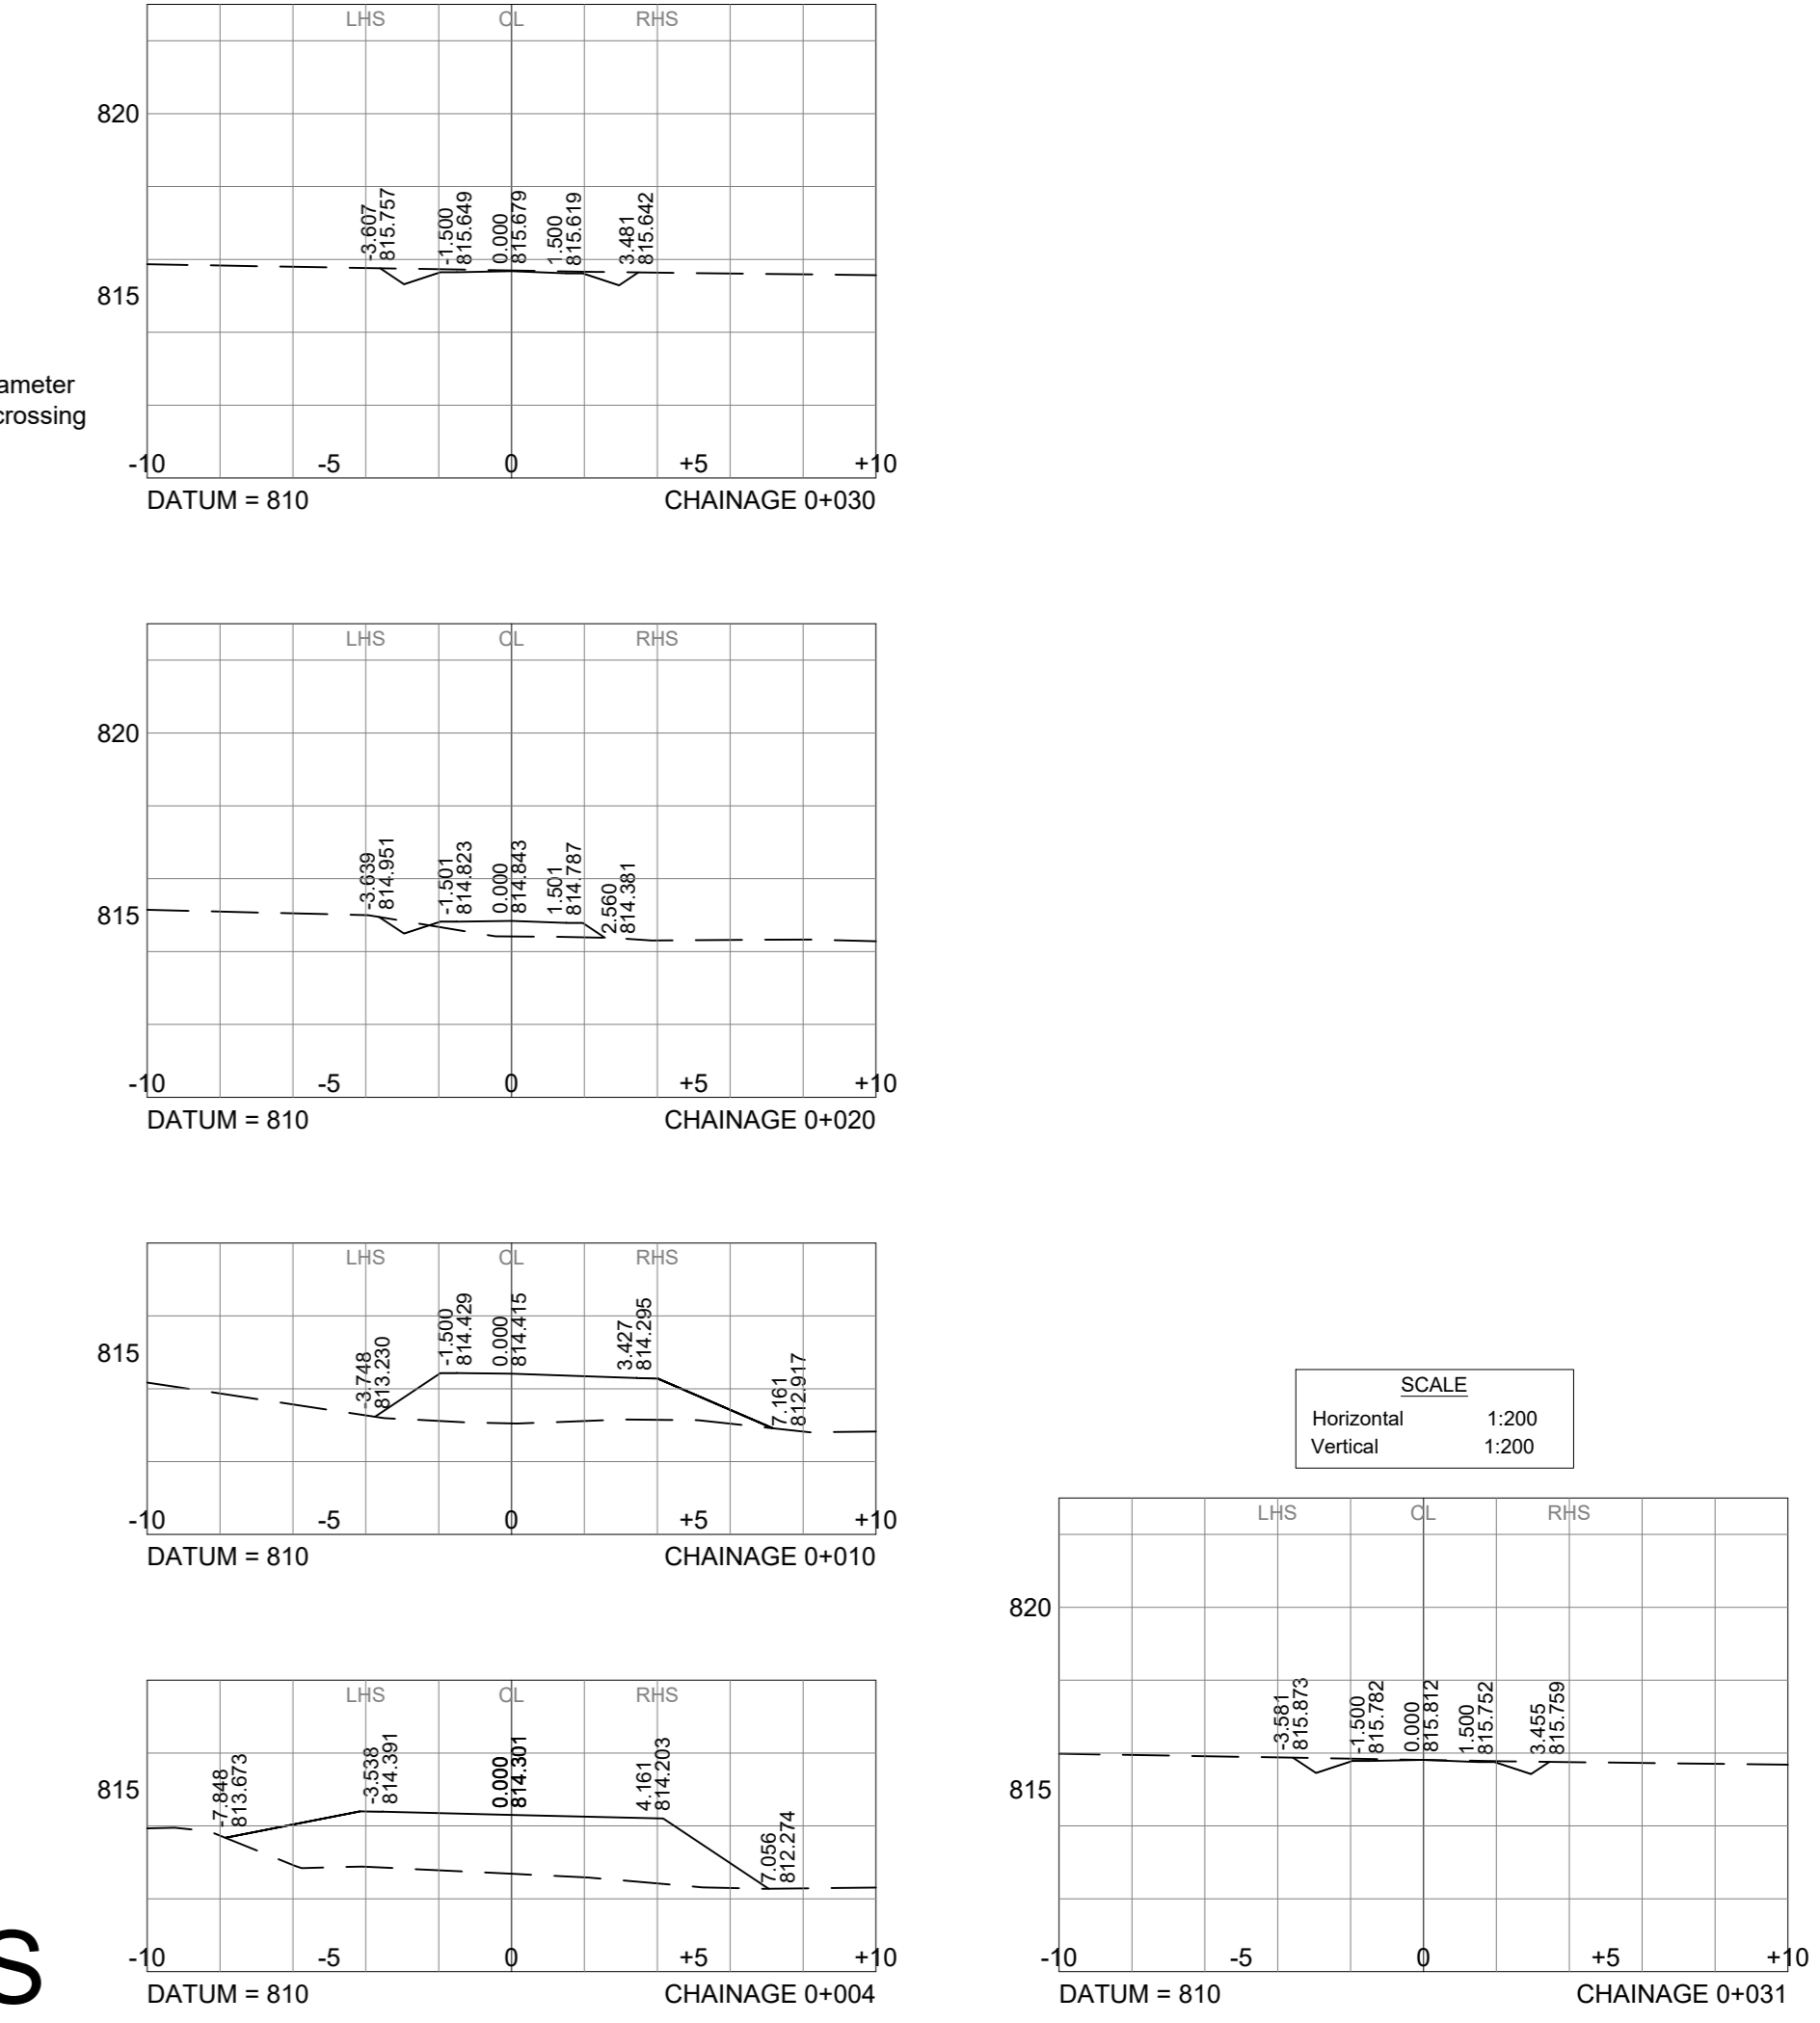 LHS CL RHS
820
-3.607
815.757
-1.500
815.649
0.000
815.679
1.500
815.619
3.481
815.642
815
ameter
crossing
-10 -5 0 +5 +10
DATUM = 810 CHAINAGE 0+030
LHS CL RHS
820
-3.639
814.951
-1.501
814.823
0.000
814.843
1.501
814.787
2.560
814.381
815
-10 -5 0 +5 +10
DATUM = 810 CHAINAGE 0+020
LHS CL RHS
815
-3.748
813.230
-1.500
814.429
0.000
814.415
3.427
814.295
7.161
812.917
-10 -5 0 +5 +10
DATUM = 810 CHAINAGE 0+010
LHS CL RHS
815
-7.848
813.673
-3.538
814.391
0.000
814.301
4.161
814.203
7.056
812.274
-10 -5 0 +5 +10
DATUM = 810 CHAINAGE 0+004
S
SCALE
Horizontal 1:200
Vertical 1:200
LHS CL RHS
820
-3.581
815.873
-1.500
815.782
0.000
815.812
1.500
815.752
3.455
815.759
815
-10 -5 0 +5 +10
DATUM = 810 CHAINAGE 0+031